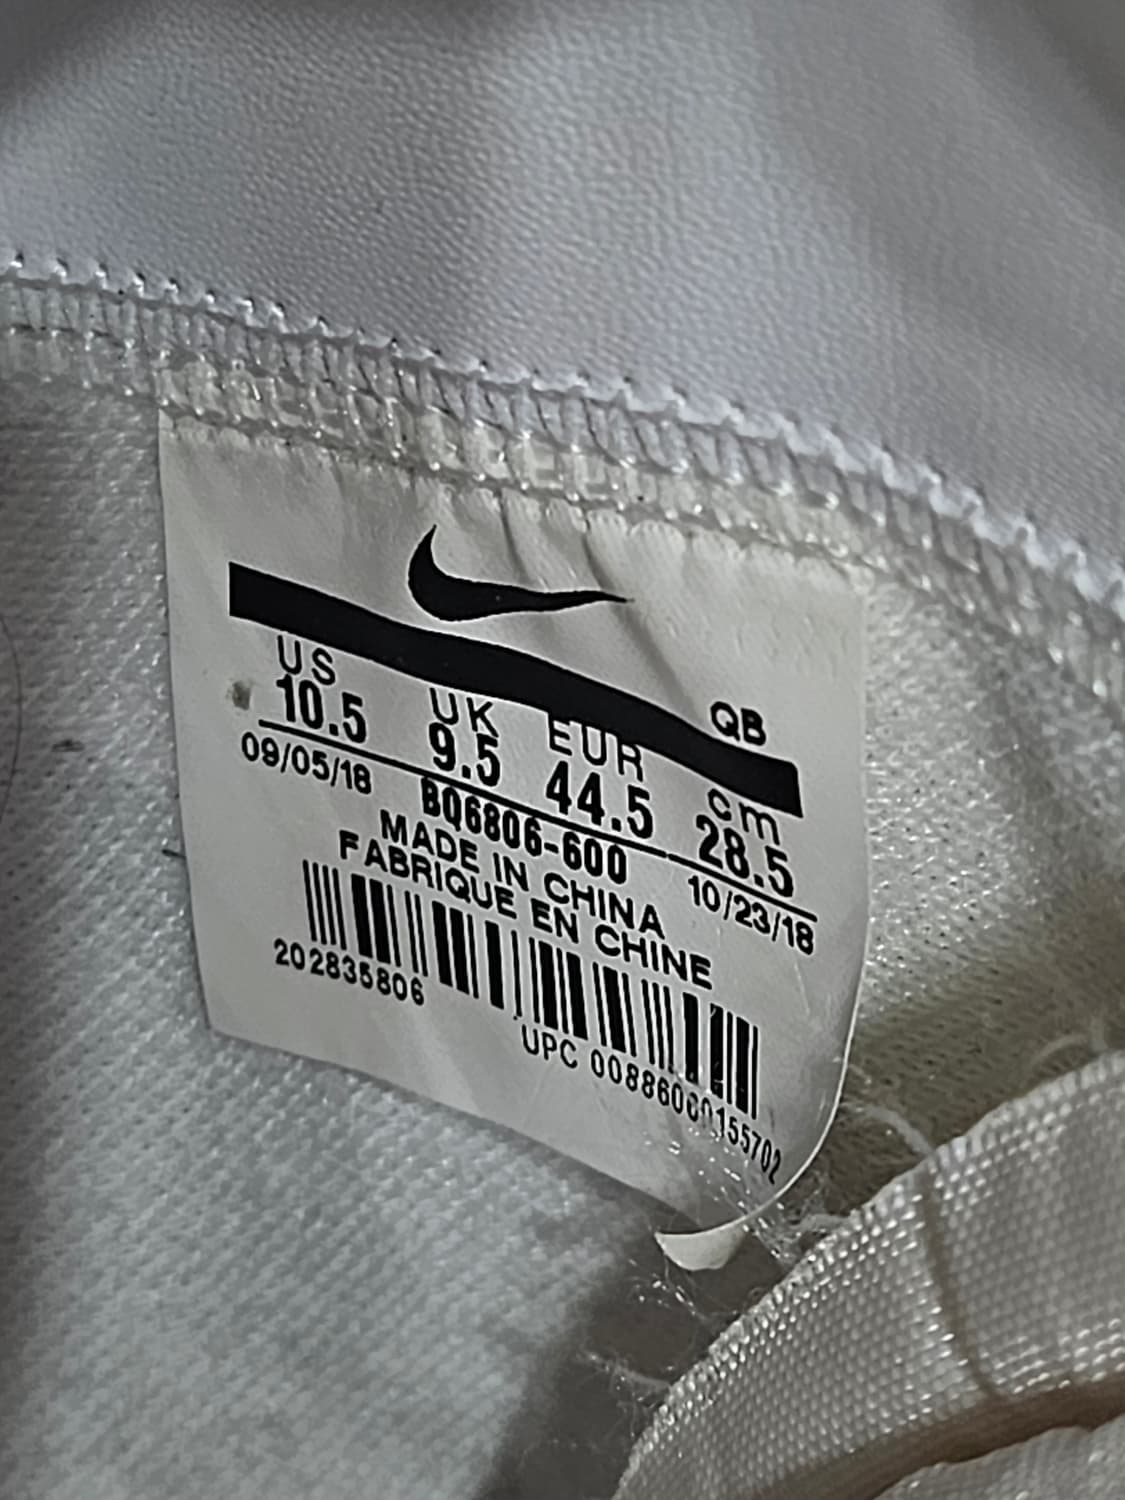 QB
US UK EUR cm
10.5 9.5 44.5 28.5
09/05/18 BQ6806-600 10/23/18
MADE IN CHINA
FABRIQUE EN CHINE
202835806
UPC